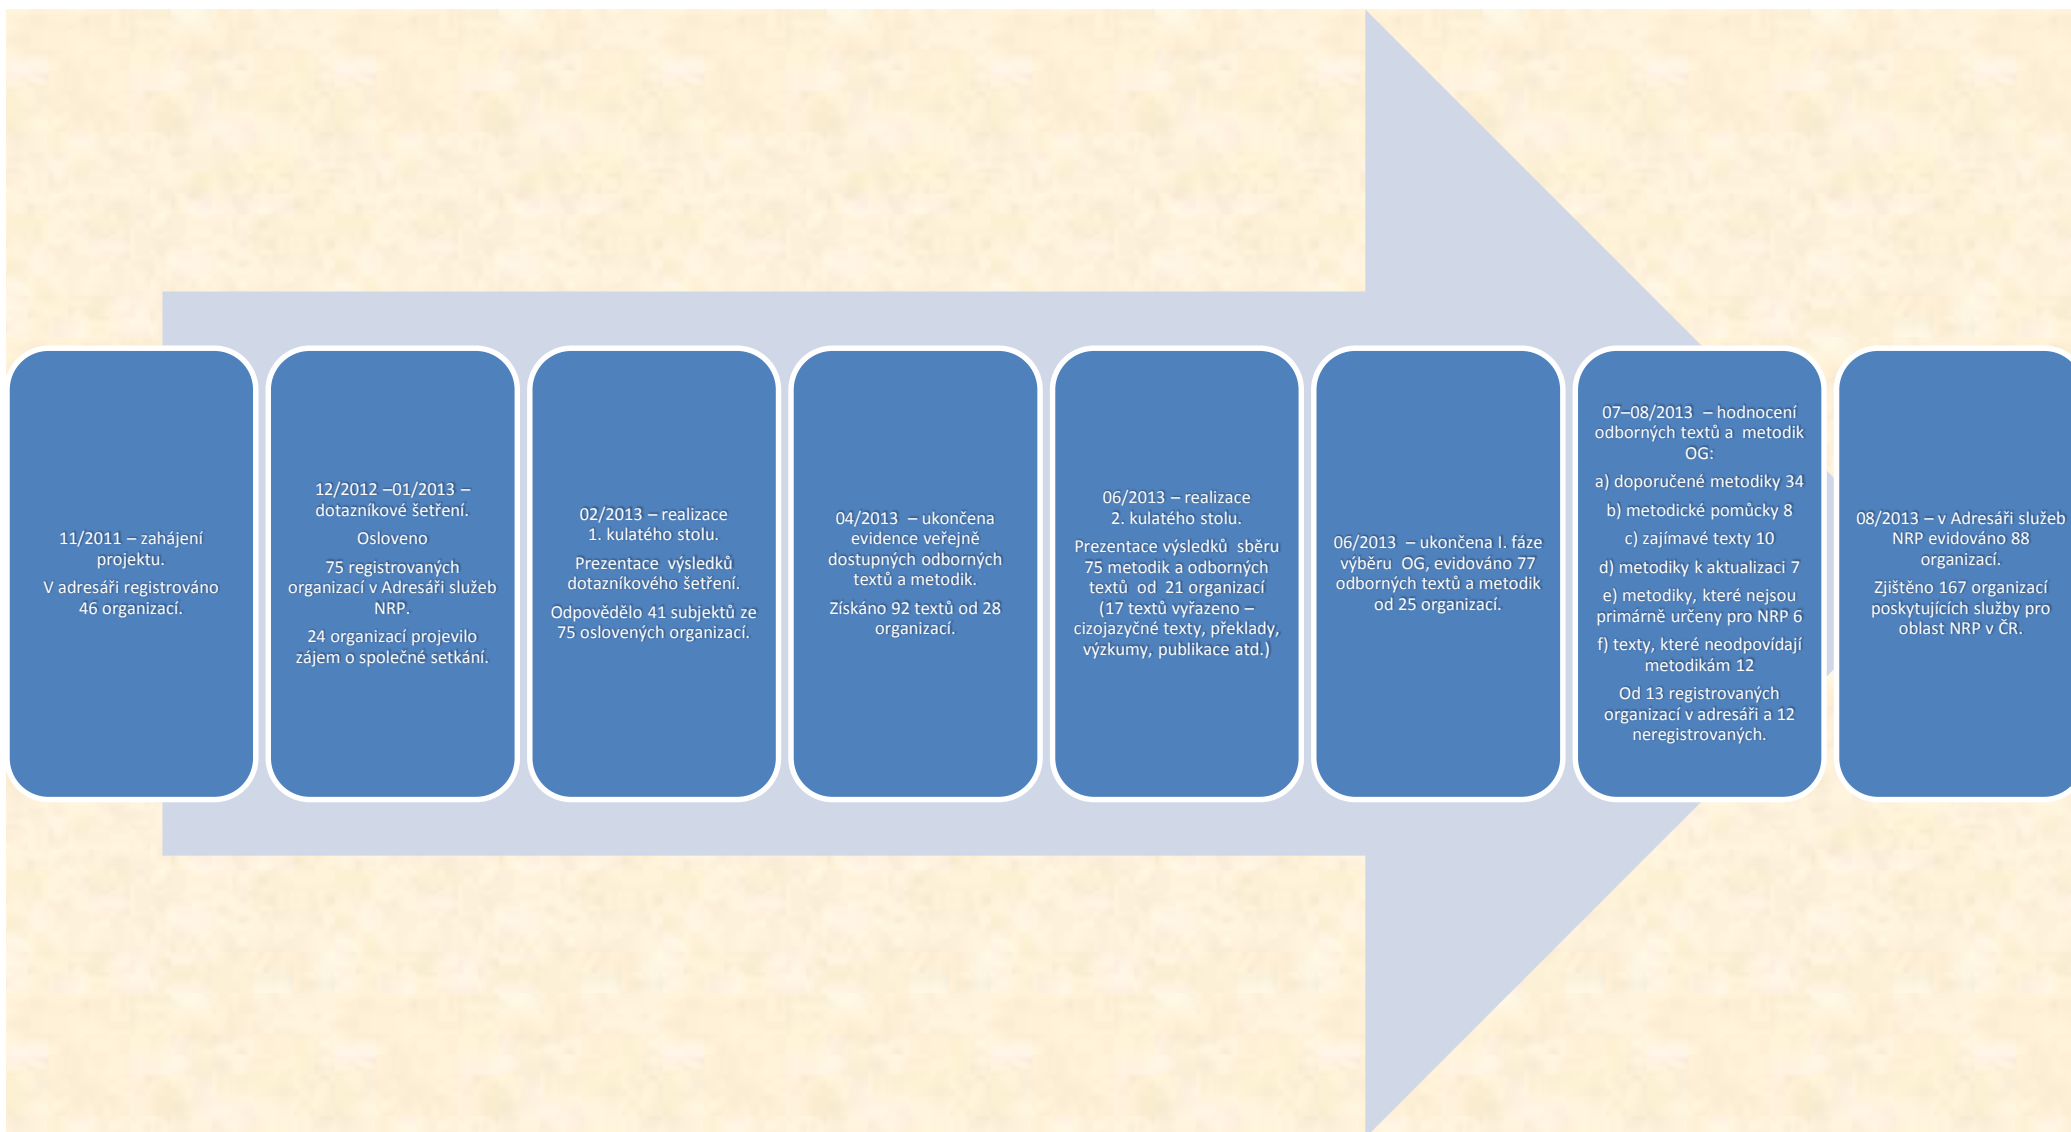 11/2011 – zahájení
projektu.
V adresáři registrováno
46 organizací.
12/2012 –01/2013 –
dotazníkové šetření.
Osloveno
75 registrovaných
organizací v Adresáři služeb
NRP.
24 organizací projevilo
zájem o společné setkání.
02/2013 – realizace
1. kulatého stolu.
Prezentace výsledků
dotazníkového šetření.
Odpovědělo 41 subjektů ze
75 oslovených organizací.
04/2013 – ukončena
evidence veřejně
dostupných odborných
textů a metodik.
Získáno 92 textů od 28
organizací.
06/2013 – realizace
2. kulatého stolu.
Prezentace výsledků sběru
75 metodik a odborných
textů od 21 organizací
(17 textů vyřazeno –
cizojazyčné texty, překlady,
výzkumy, publikace atd.)
06/2013 – ukončena I. fáze
výběru OG, evidováno 77
odborných textů a metodik
od 25 organizací.
07–08/2013 – hodnocení
odborných textů a metodik
OG:
a) doporučené metodiky 34
b) metodické pomůcky 8
c) zajímavé texty 10
d) metodiky k aktualizaci 7
e) metodiky, které nejsou
primárně určeny pro NRP 6
f) texty, které neodpovídají
metodikám 12
Od 13 registrovaných
organizací v adresáři a 12
neregistrovaných.
08/2013 – v Adresáři služeb
NRP evidováno 88
organizací.
Zjištěno 167 organizací
poskytujících služby pro
oblast NRP v ČR.